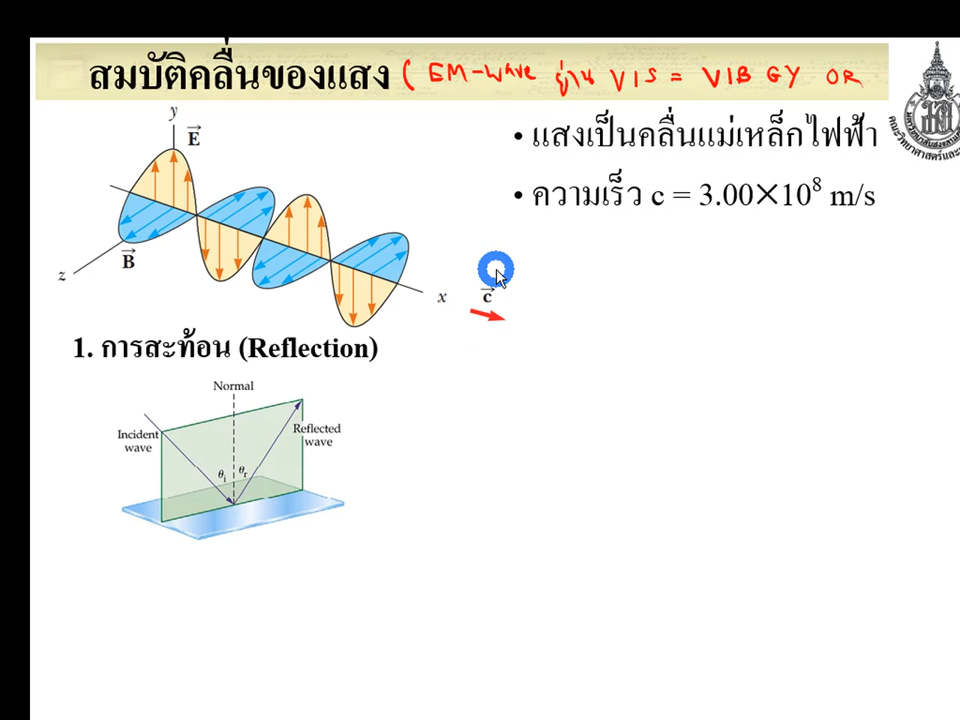 สมบัติคลื่นของแสง ( EM-Wave ย่าน VIS = VIB GY OR
• แสงเป็นคลื่นแม่เหล็กไฟฟ้า
• ความเร็ว c = 3.00×10⁸ m/s
y
E
B
z
x
c
1. การสะท้อน (Reflection)
Normal
Incident
wave
Reflected
wave
θi
θr